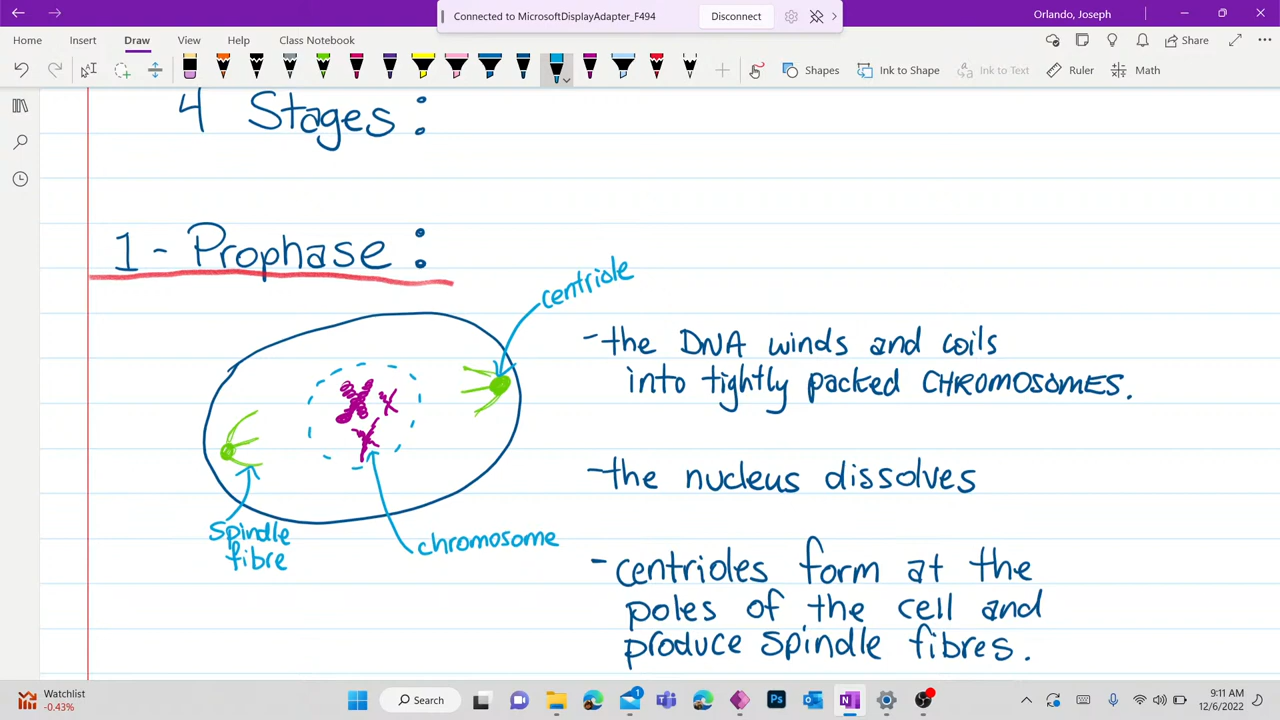 Connected to MicrosoftDisplayAdapter_F494
Disconnect
Orlando, Joseph
Home Insert Draw View Help Class Notebook
Share
Shapes
Ink to Shape
Ink to Text
Ruler
Math
4 Stages:
1 - Prophase:
centriole
-the DNA winds and coils
into tightly packed CHROMOSOMES.
-the nucleus dissolves
Spindle
fibre
chromosome
-centrioles form at the
poles of the cell and
produce spindle fibres.
Watchlist
-0.43%
Search
1
9:11 AM
12/6/2022